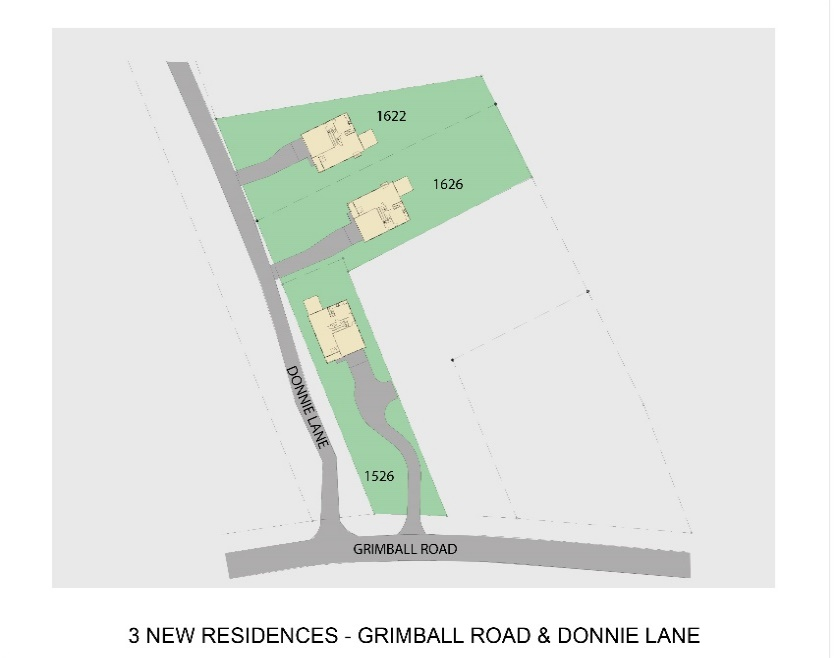 1622
1626
DONNIE LANE
1526
GRIMBALL ROAD
3 NEW RESIDENCES - GRIMBALL ROAD & DONNIE LANE